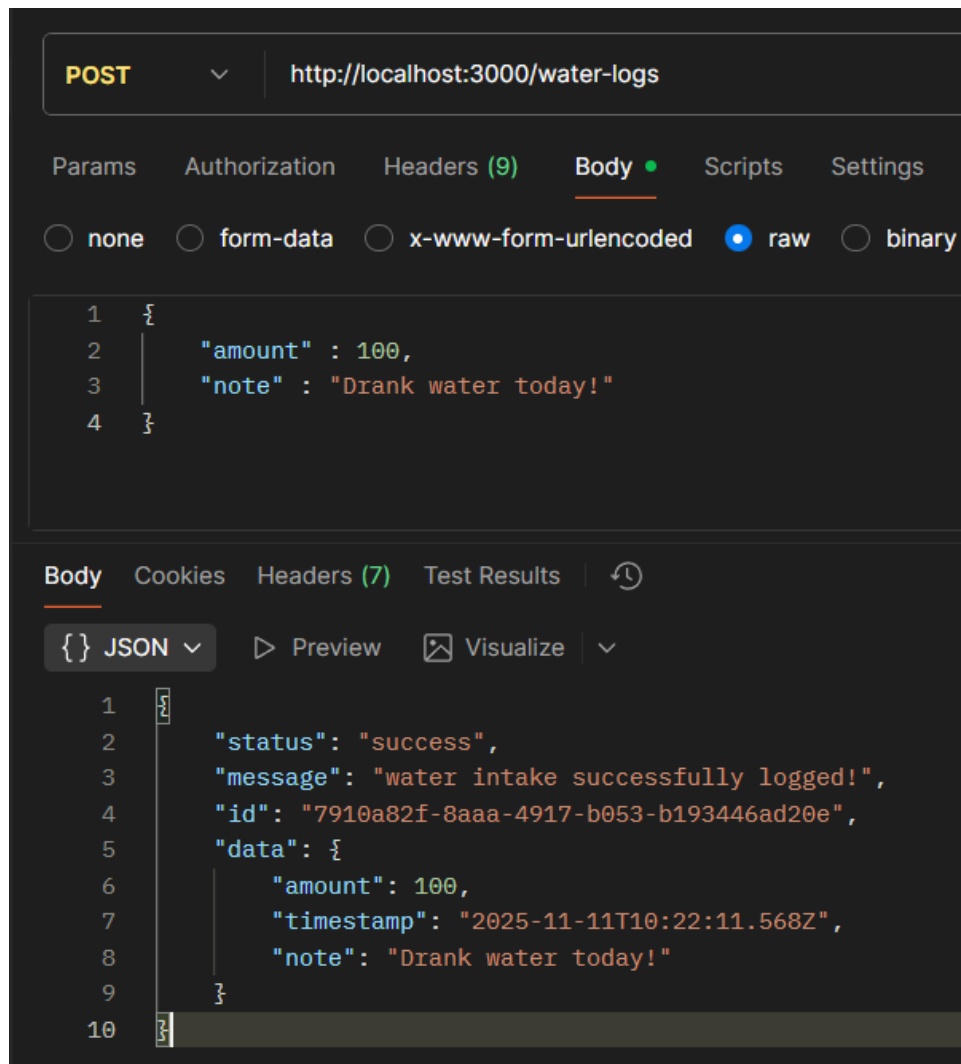 POST http://localhost:3000/water-logs
Params Authorization Headers (9) Body Scripts Settings
none form-data x-www-form-urlencoded raw binary
1 {
2 "amount" : 100,
3 "note" : "Drank water today!"
4 }
Body Cookies Headers (7) Test Results
{} JSON Preview Visualize
1 {
2 "status": "success",
3 "message": "water intake successfully logged!",
4 "id": "7910a82f-8aaa-4917-b053-b193446ad20e",
5 "data": {
6 "amount": 100,
7 "timestamp": "2025-11-11T10:22:11.568Z",
8 "note": "Drank water today!"
9 }
10 }